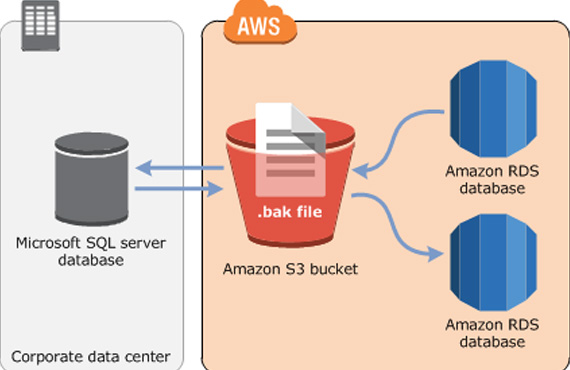 AWS
Microsoft SQL server
database
Corporate data center
.bak file
Amazon S3 bucket
Amazon RDS
database
Amazon RDS
database